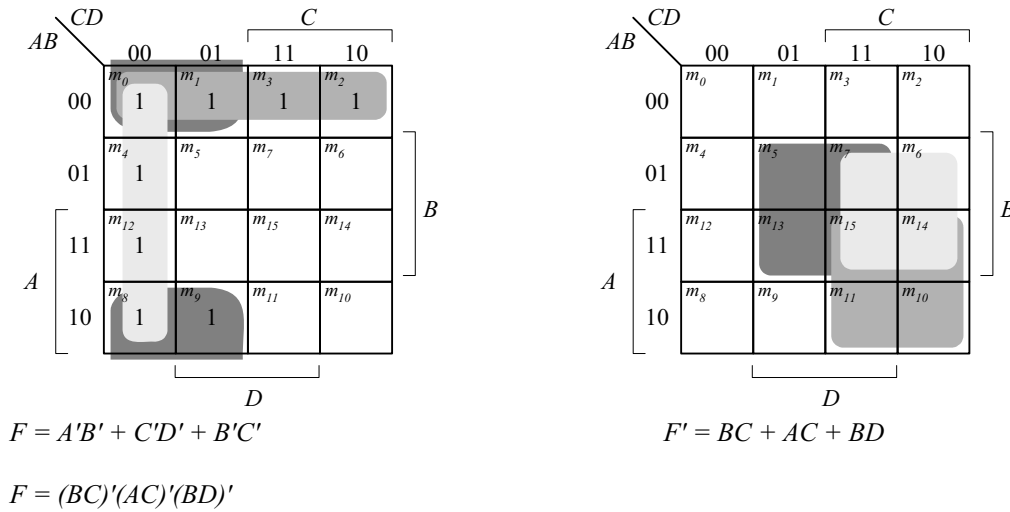 CD C CD C
AB 00 01 11 10 AB 00 01 11 10
m0 m1 m3 m2 m0 m1 m3 m2
00 1 1 1 1 00
m4 m5 m7 m6 m4 m5 m7 m6
01 1 01
B B
m12 m13 m15 m14 m12 m13 m15 m14
11 1 11
A A
m8 m9 m11 m10 m8 m9 m11 m10
10 1 1 10
D D
F = A'B' + C'D' + B'C' F' = BC + AC + BD
F = (BC)'(AC)'(BD)'